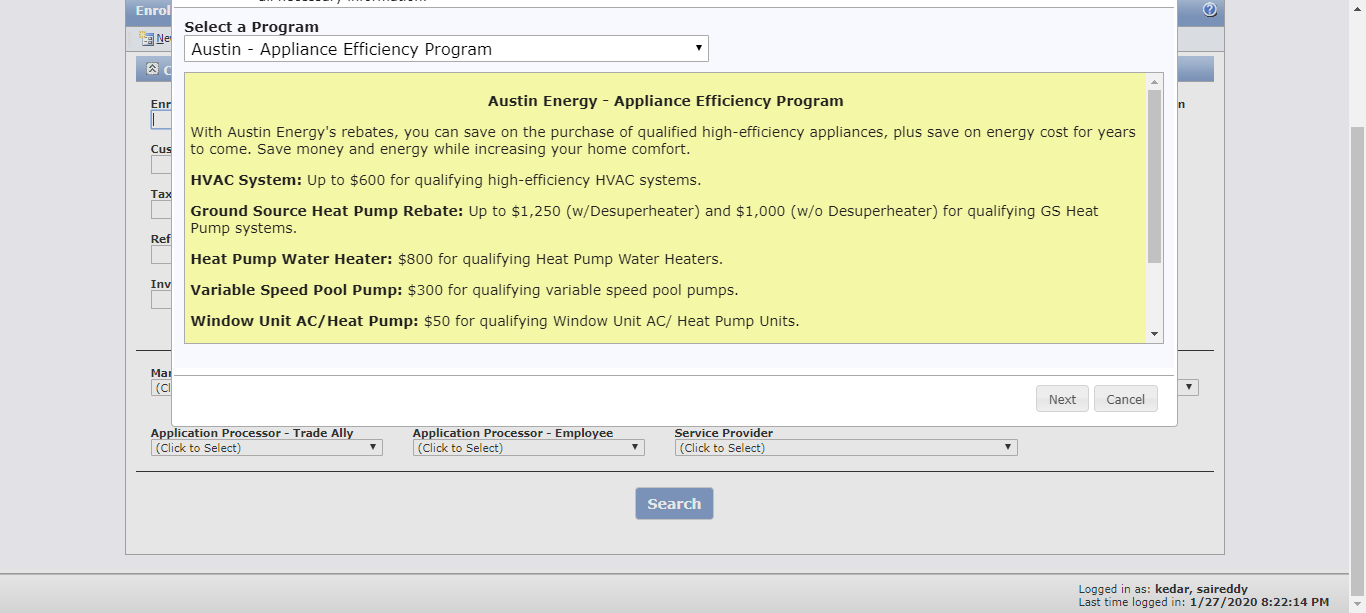 Enrol
Select a Program
Austin - Appliance Efficiency Program
New
C
Austin Energy - Appliance Efficiency Program
With Austin Energy's rebates, you can save on the purchase of qualified high-efficiency appliances, plus save on energy cost for years
to come. Save money and energy while increasing your home comfort.
HVAC System: Up to $600 for qualifying high-efficiency HVAC systems.
Ground Source Heat Pump Rebate: Up to $1,250 (w/Desuperheater) and $1,000 (w/o Desuperheater) for qualifying GS Heat
Pump systems.
Heat Pump Water Heater: $800 for qualifying Heat Pump Water Heaters.
Variable Speed Pool Pump: $300 for qualifying variable speed pool pumps.
Window Unit AC/Heat Pump: $50 for qualifying Window Unit AC/ Heat Pump Units.
Enr
n
Cus
Tax
Ref
Inv
Next Cancel
Mar
(Cl
Application Processor - Trade Ally Application Processor - Employee Service Provider
(Click to Select) (Click to Select) (Click to Select)
Search
Logged in as: kedar, saireddy
Last time logged in: 1/27/2020 8:22:14 PM